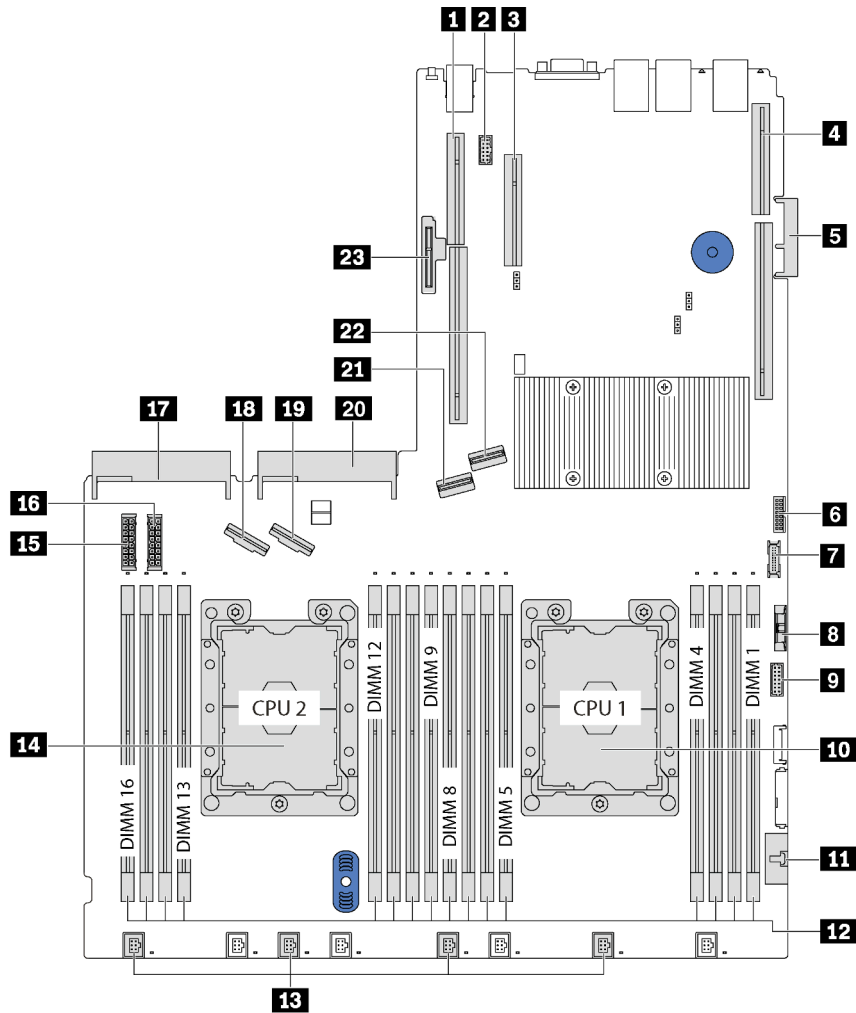 1 2 3
4
5
23
22
21
17 18 19 20
16
15
6
7
8
9
DIMM 12
DIMM 9
DIMM 4
DIMM 1
CPU 2
CPU 1
14
10
DIMM 16
DIMM 13
DIMM 8
DIMM 5
11
12
13